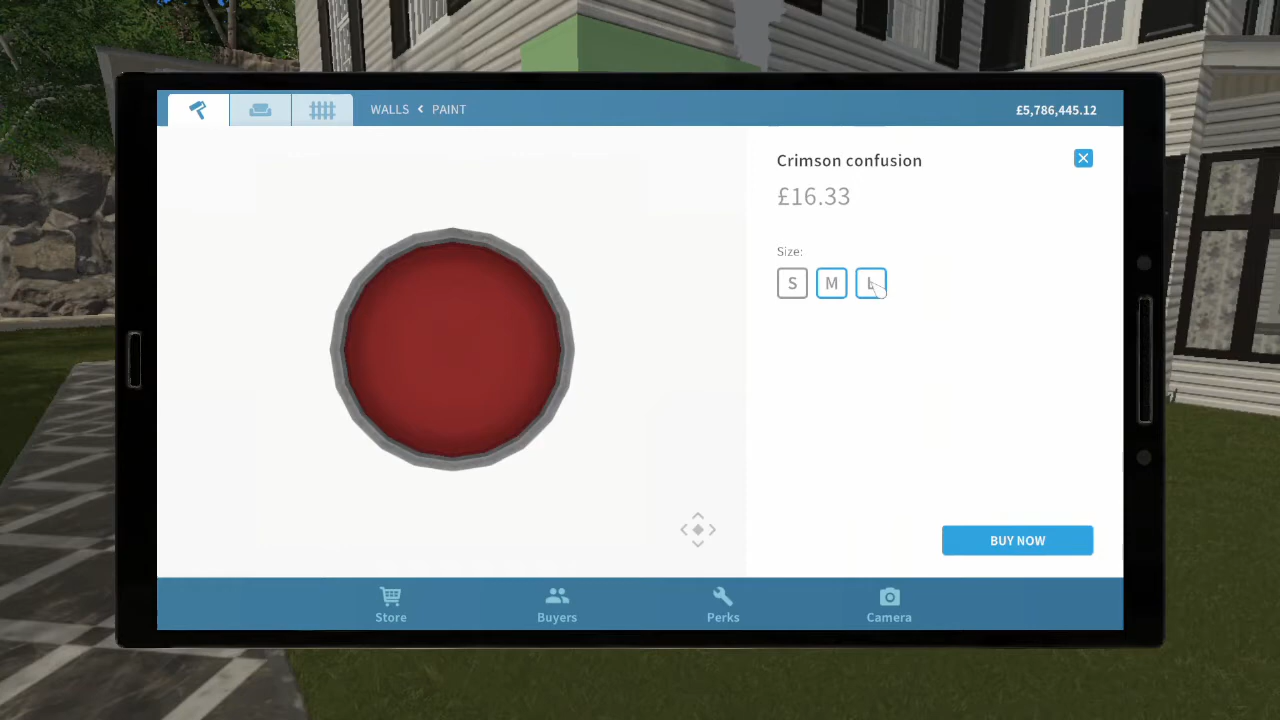 WALLS < PAINT
£5,786,445.12
Crimson confusion
£16.33
Size:
S M L
BUY NOW
Store Buyers Perks Camera